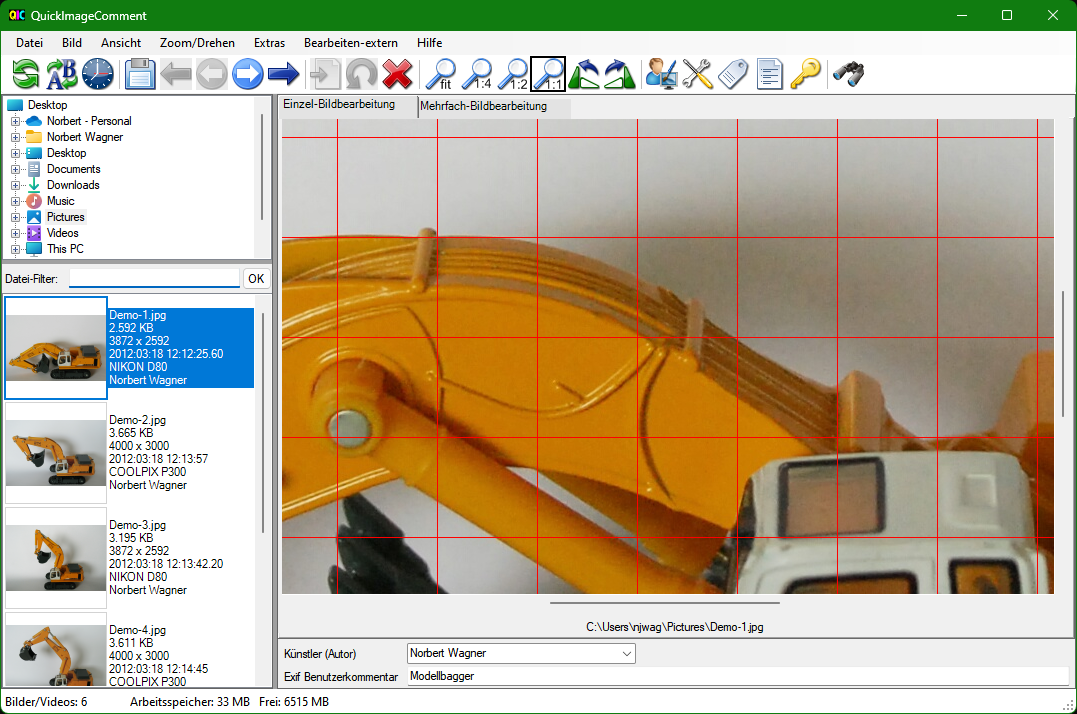 QIC QuickImageComment
Datei Bild Ansicht Zoom/Drehen Extras Bearbeiten-extern Hilfe
A B fit 1:4 1:2 1:1
Desktop
Norbert - Personal
Norbert Wagner
Desktop
Documents
Downloads
Music
Pictures
Videos
This PC
Datei-Filter: OK
Demo-1.jpg
2.592 KB
3872 x 2592
2012:03:18 12:12:25.60
NIKON D80
Norbert Wagner
Demo-2.jpg
3.665 KB
4000 x 3000
2012:03:18 12:13:57
COOLPIX P300
Norbert Wagner
Demo-3.jpg
3.195 KB
3872 x 2592
2012:03:18 12:13:42.20
NIKON D80
Norbert Wagner
Demo-4.jpg
3.611 KB
4000 x 3000
2012:03:18 12:14:45
COOLPIX P300
Einzel-Bildbearbeitung Mehrfach-Bildbearbeitung
C:\Users\njwag\Pictures\Demo-1.jpg
Künstler (Autor) Norbert Wagner
Exif Benutzerkommentar Modellbagger
Bilder/Videos: 6 Arbeitsspeicher: 33 MB Frei: 6515 MB